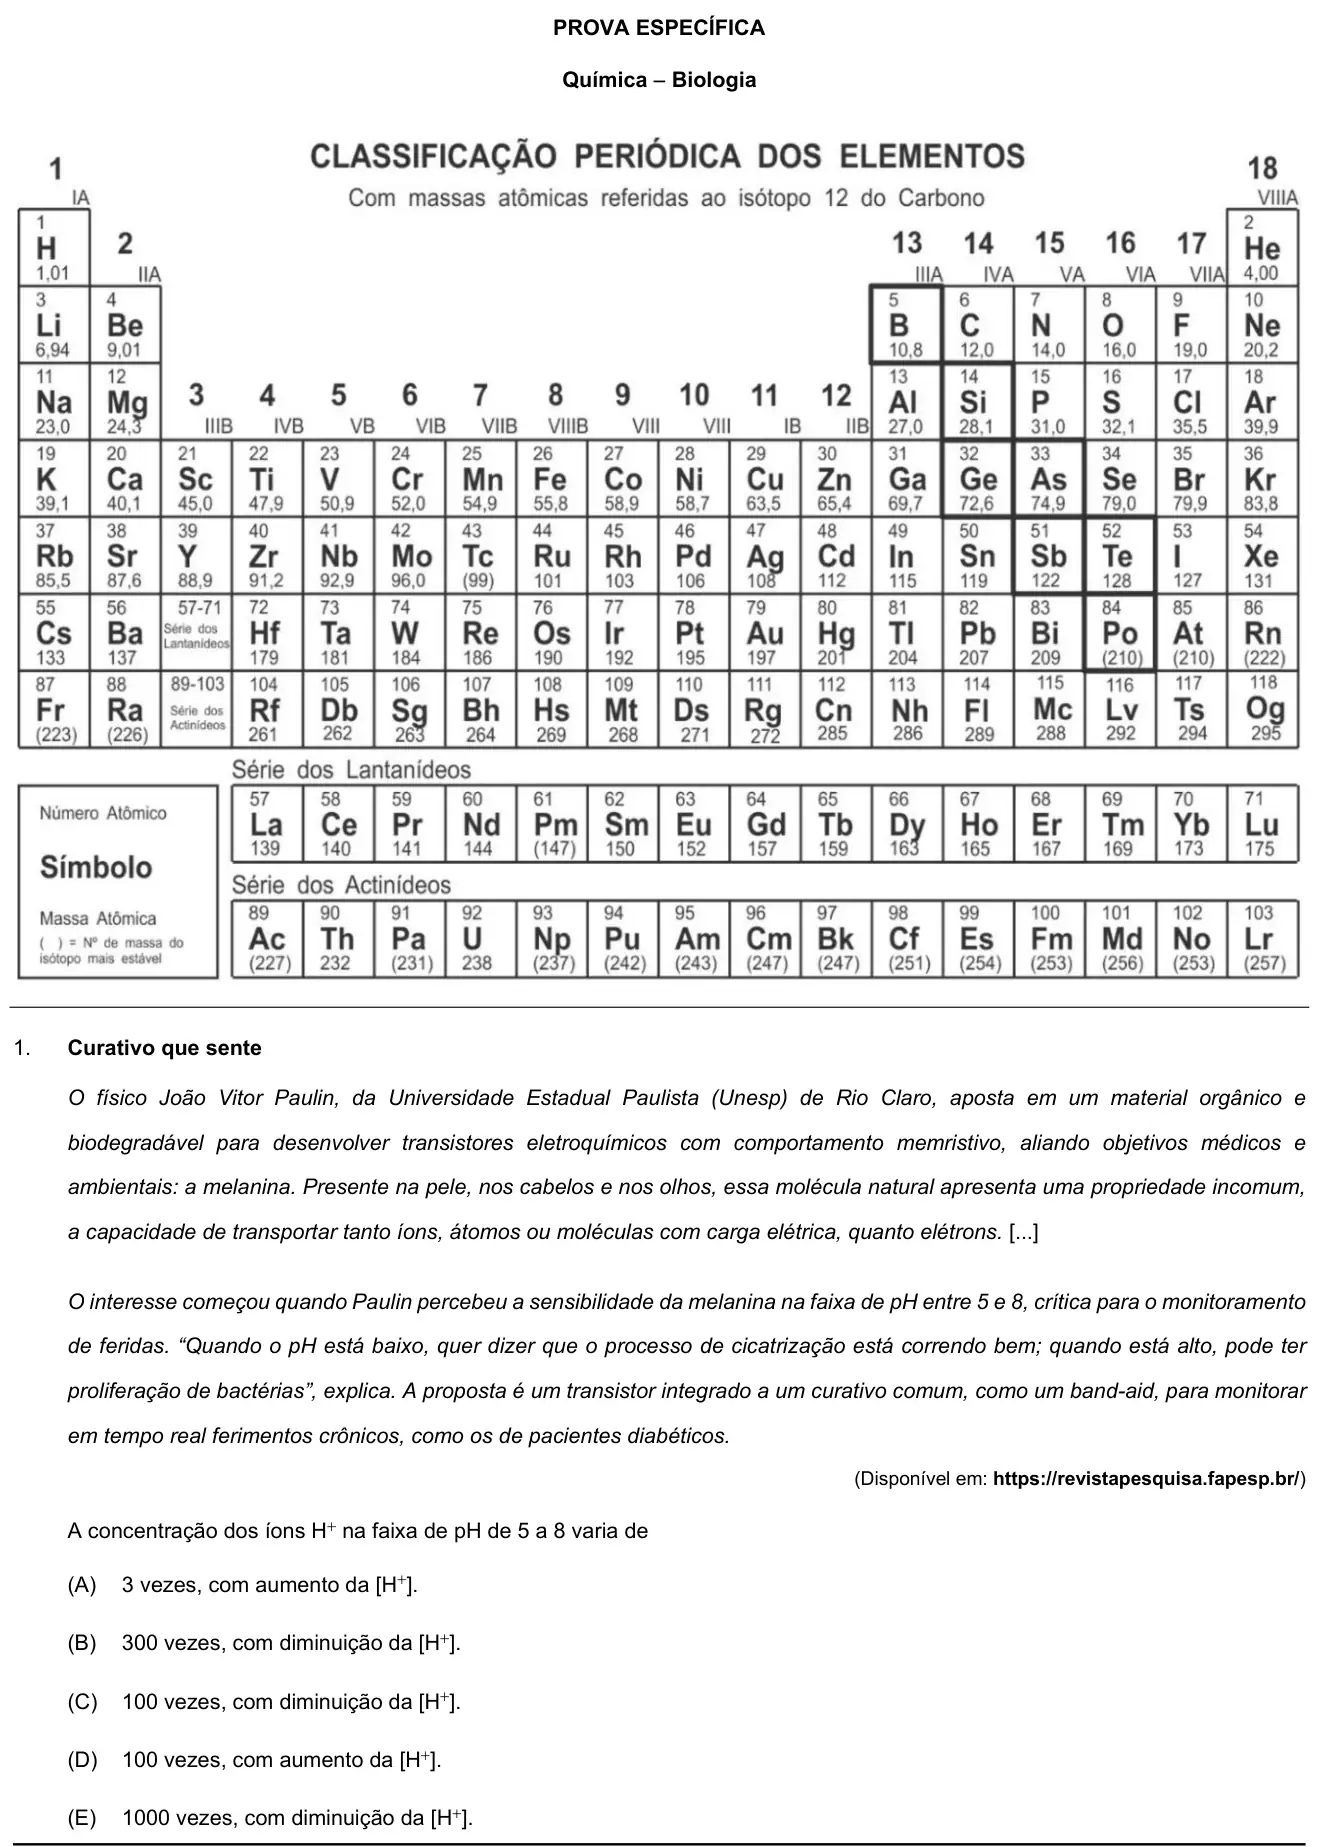 PROVA ESPECÍFICA
Química – Biologia
CLASSIFICAÇÃO PERIÓDICA DOS ELEMENTOS
Com massas atômicas referidas ao isótopo 12 do Carbono
1 18
IA VIIIA
1 2
H 2 13 14 15 16 17 He
1,01 IIA IIIA IVA VA VIA VIIA 4,00
3 4 5 6 7 8 9 10
Li Be B C N O F Ne
6,94 9,01 10,8 12,0 14,0 16,0 19,0 20,2
11 12 13 14 15 16 17 18
Na Mg 3 4 5 6 7 8 9 10 11 12 Al Si P S Cl Ar
23,0 24,3 IIIB IVB VB VIB VIIB VIIIB VIII VIII IB IIB 27,0 28,1 31,0 32,1 35,5 39,9
19 20 21 22 23 24 25 26 27 28 29 30 31 32 33 34 35 36
K Ca Sc Ti V Cr Mn Fe Co Ni Cu Zn Ga Ge As Se Br Kr
39,1 40,1 45,0 47,9 50,9 52,0 54,9 55,8 58,9 58,7 63,5 65,4 69,7 72,6 74,9 79,0 79,9 83,8
37 38 39 40 41 42 43 44 45 46 47 48 49 50 51 52 53 54
Rb Sr Y Zr Nb Mo Tc Ru Rh Pd Ag Cd In Sn Sb Te I Xe
85,5 87,6 88,9 91,2 92,9 96,0 (99) 101 103 106 108 112 115 119 122 128 127 131
55 56 57-71 72 73 74 75 76 77 78 79 80 81 82 83 84 85 86
Cs Ba Série dos Lantanídeos Hf Ta W Re Os Ir Pt Au Hg Tl Pb Bi Po At Rn
133 137 179 181 184 186 190 192 195 197 201 204 207 209 (210) (210) (222)
87 88 89-103 104 105 106 107 108 109 110 111 112 113 114 115 116 117 118
Fr Ra Série dos Actinídeos Rf Db Sg Bh Hs Mt Ds Rg Cn Nh Fl Mc Lv Ts Og
(223) (226) 261 262 263 264 269 268 271 272 285 286 289 288 292 294 295
Série dos Lantanídeos
57 58 59 60 61 62 63 64 65 66 67 68 69 70 71
La Ce Pr Nd Pm Sm Eu Gd Tb Dy Ho Er Tm Yb Lu
139 140 141 144 (147) 150 152 157 159 163 165 167 169 173 175
Série dos Actinídeos
89 90 91 92 93 94 95 96 97 98 99 100 101 102 103
Ac Th Pa U Np Pu Am Cm Bk Cf Es Fm Md No Lr
(227) 232 (231) 238 (237) (242) (243) (247) (247) (251) (254) (253) (256) (253) (257)
Número Atômico
Símbolo
Massa Atômica
( ) = Nº de massa do
isótopo mais estável
1. Curativo que sente
O físico João Vitor Paulin, da Universidade Estadual Paulista (Unesp) de Rio Claro, aposta em um material orgânico e
biodegradável para desenvolver transistores eletroquímicos com comportamento memristivo, aliando objetivos médicos e
ambientais: a melanina. Presente na pele, nos cabelos e nos olhos, essa molécula natural apresenta uma propriedade incomum,
a capacidade de transportar tanto íons, átomos ou moléculas com carga elétrica, quanto elétrons. [...]
O interesse começou quando Paulin percebeu a sensibilidade da melanina na faixa de pH entre 5 e 8, crítica para o monitoramento
de feridas. “Quando o pH está baixo, quer dizer que o processo de cicatrização está correndo bem; quando está alto, pode ter
proliferação de bactérias”, explica. A proposta é um transistor integrado a um curativo comum, como um band-aid, para monitorar
em tempo real ferimentos crônicos, como os de pacientes diabéticos.
(Disponível em: https://revistapesquisa.fapesp.br/)
A concentração dos íons H⁺ na faixa de pH de 5 a 8 varia de
(A) 3 vezes, com aumento da [H⁺].
(B) 300 vezes, com diminuição da [H⁺].
(C) 100 vezes, com diminuição da [H⁺].
(D) 100 vezes, com aumento da [H⁺].
(E) 1000 vezes, com diminuição da [H⁺].